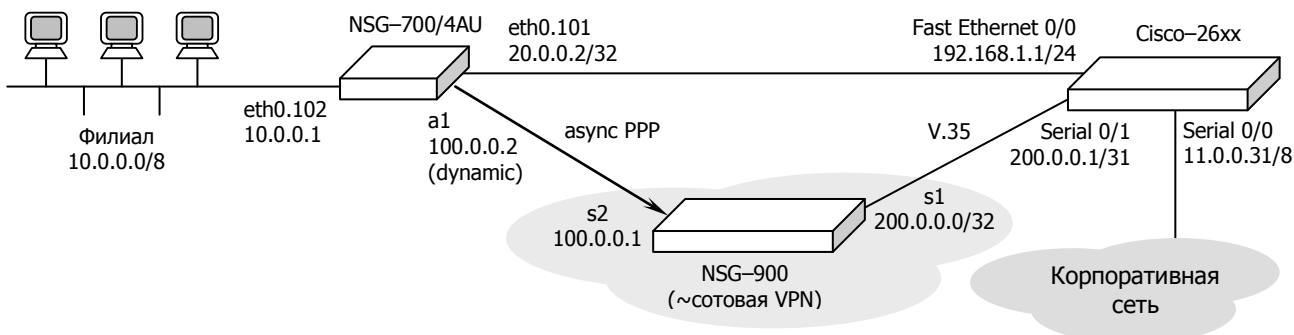 NSG–700/4AU
eth0.101
20.0.0.2/32
Fast Ethernet 0/0
192.168.1.1/24
Cisco–26xx
eth0.102
10.0.0.1
Филиал
10.0.0.0/8
a1
100.0.0.2
(dynamic)
async PPP
V.35
Serial 0/1
200.0.0.1/31
Serial 0/0
11.0.0.31/8
s2
100.0.0.1
s1
200.0.0.0/32
NSG–900
(~сотовая VPN)
Корпоративная
сеть